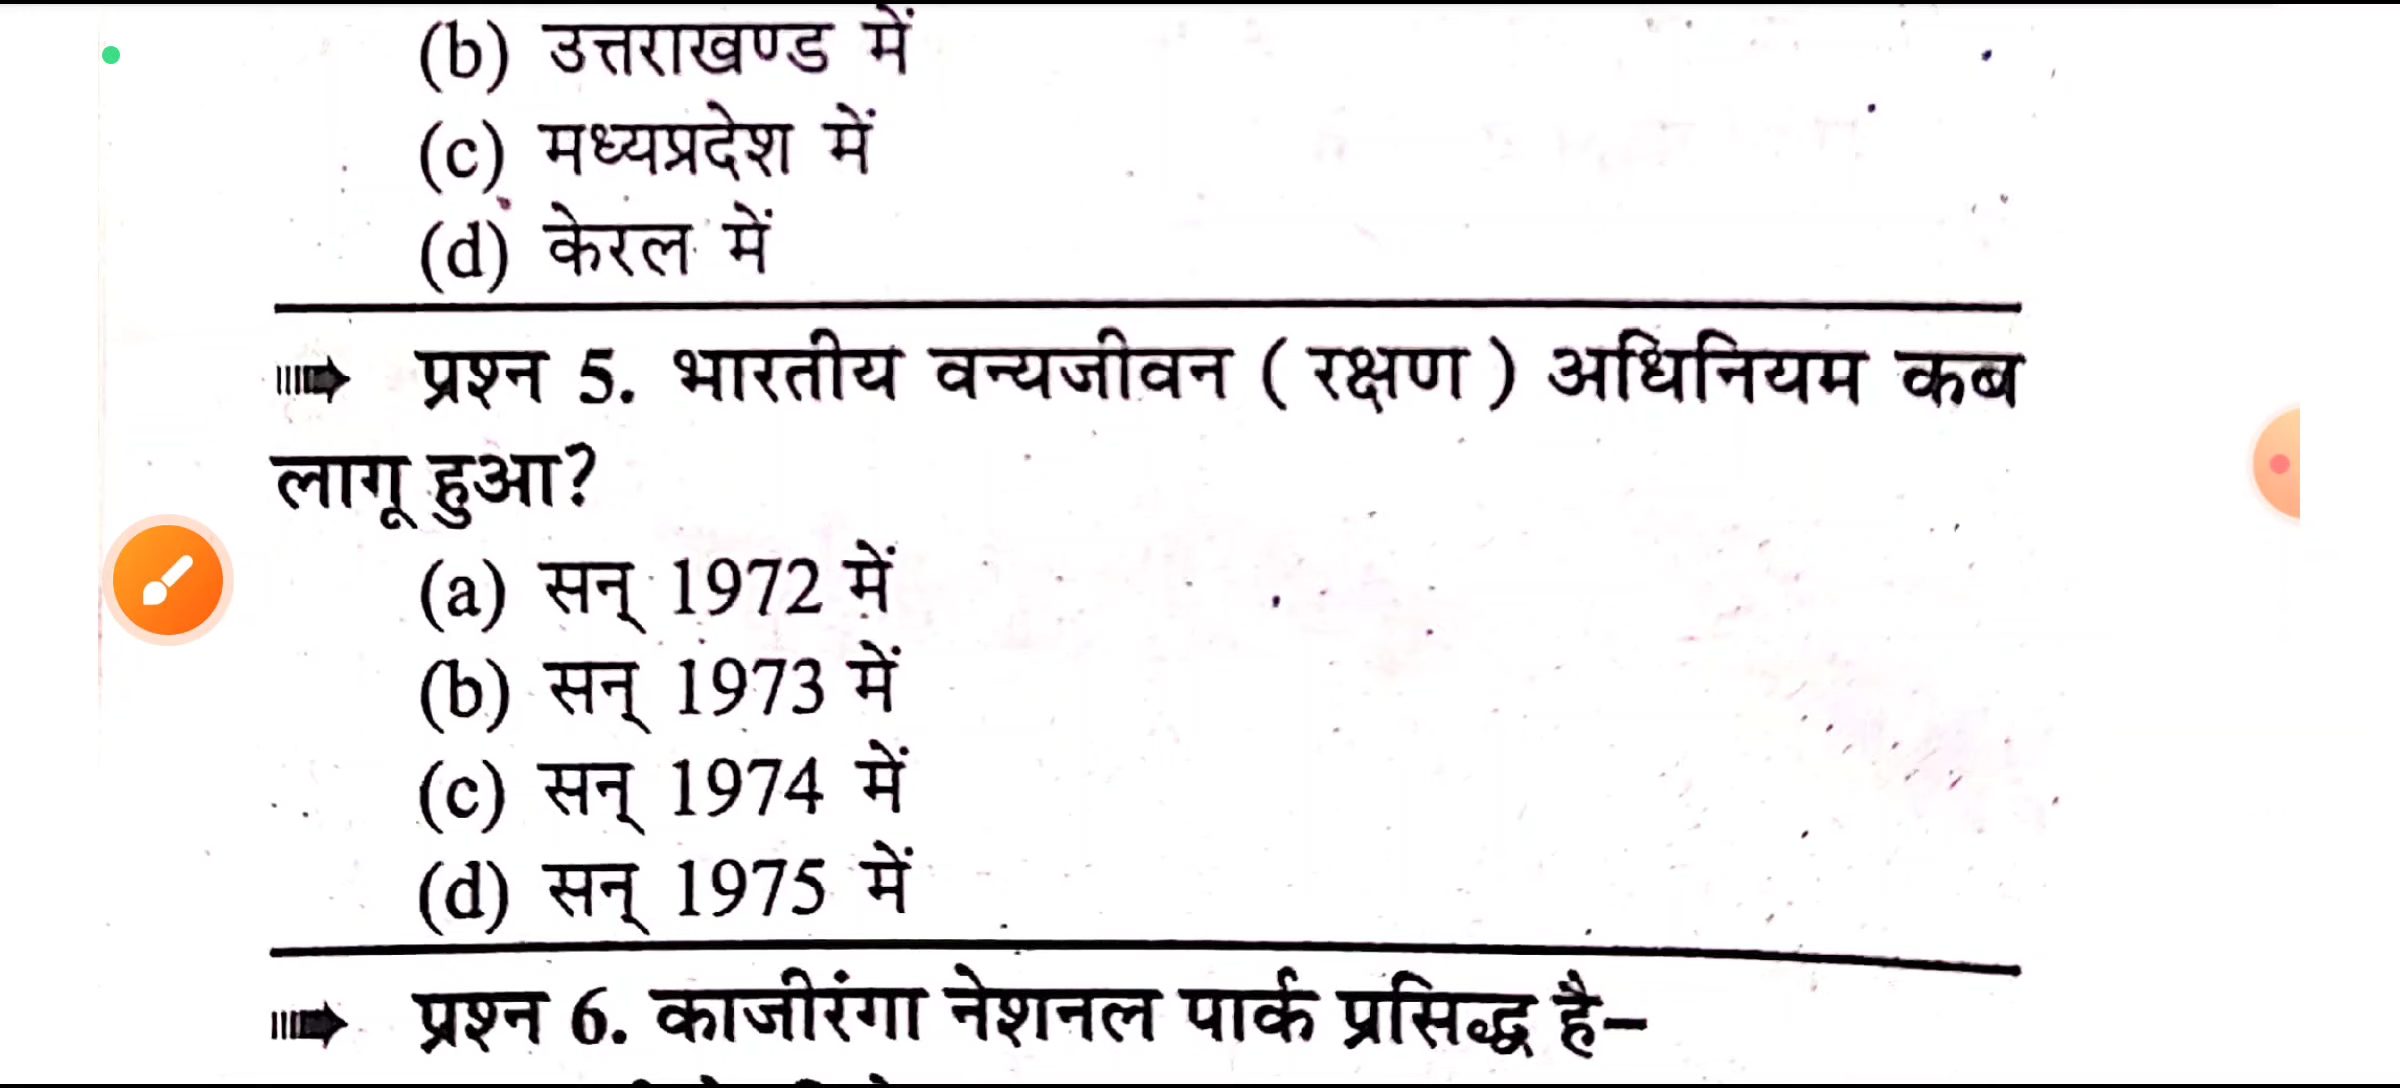 (b) उत्तराखण्ड में
(c) मध्यप्रदेश में
(d) केरल में
प्रश्न 5. भारतीय वन्यजीवन ( रक्षण ) अधिनियम कब
लागू हुआ?
(a) सन् 1972 में
(b) सन् 1973 में
(c) सन् 1974 में
(d) सन् 1975 में
प्रश्न 6. काजीरंगा नेशनल पार्क प्रसिद्ध है–